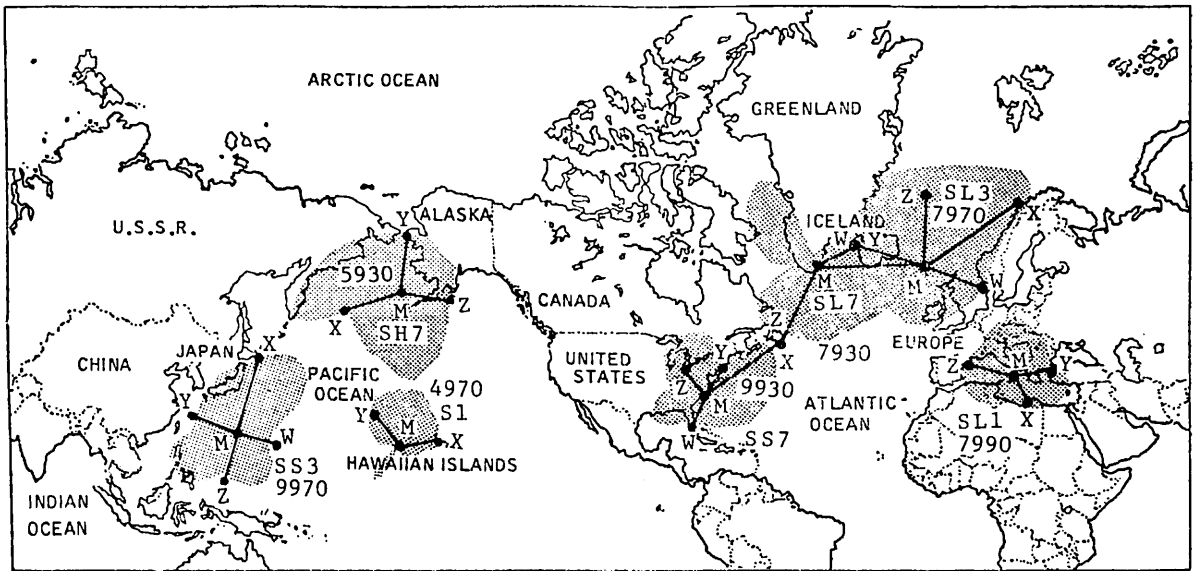 ARCTIC OCEAN
GREENLAND
U.S.S.R.
ALASKA
Y
ICELAND
W Y
Z
SL3
7970
X
5930
M
Z
X
SH7
CANADA
M
SL7
M
W
CHINA
JAPAN
X
PACIFIC
OCEAN
UNITED
STATES
Z
X
7930
EUROPE
Y
Z
M
9930
Z
M
Y
X
SL1
7990
Y
M
W
Z
SS3
9970
4970
S1
Y
M
X
HAWAIIAN ISLANDS
W
SS7
ATLANTIC
OCEAN
INDIAN
OCEAN